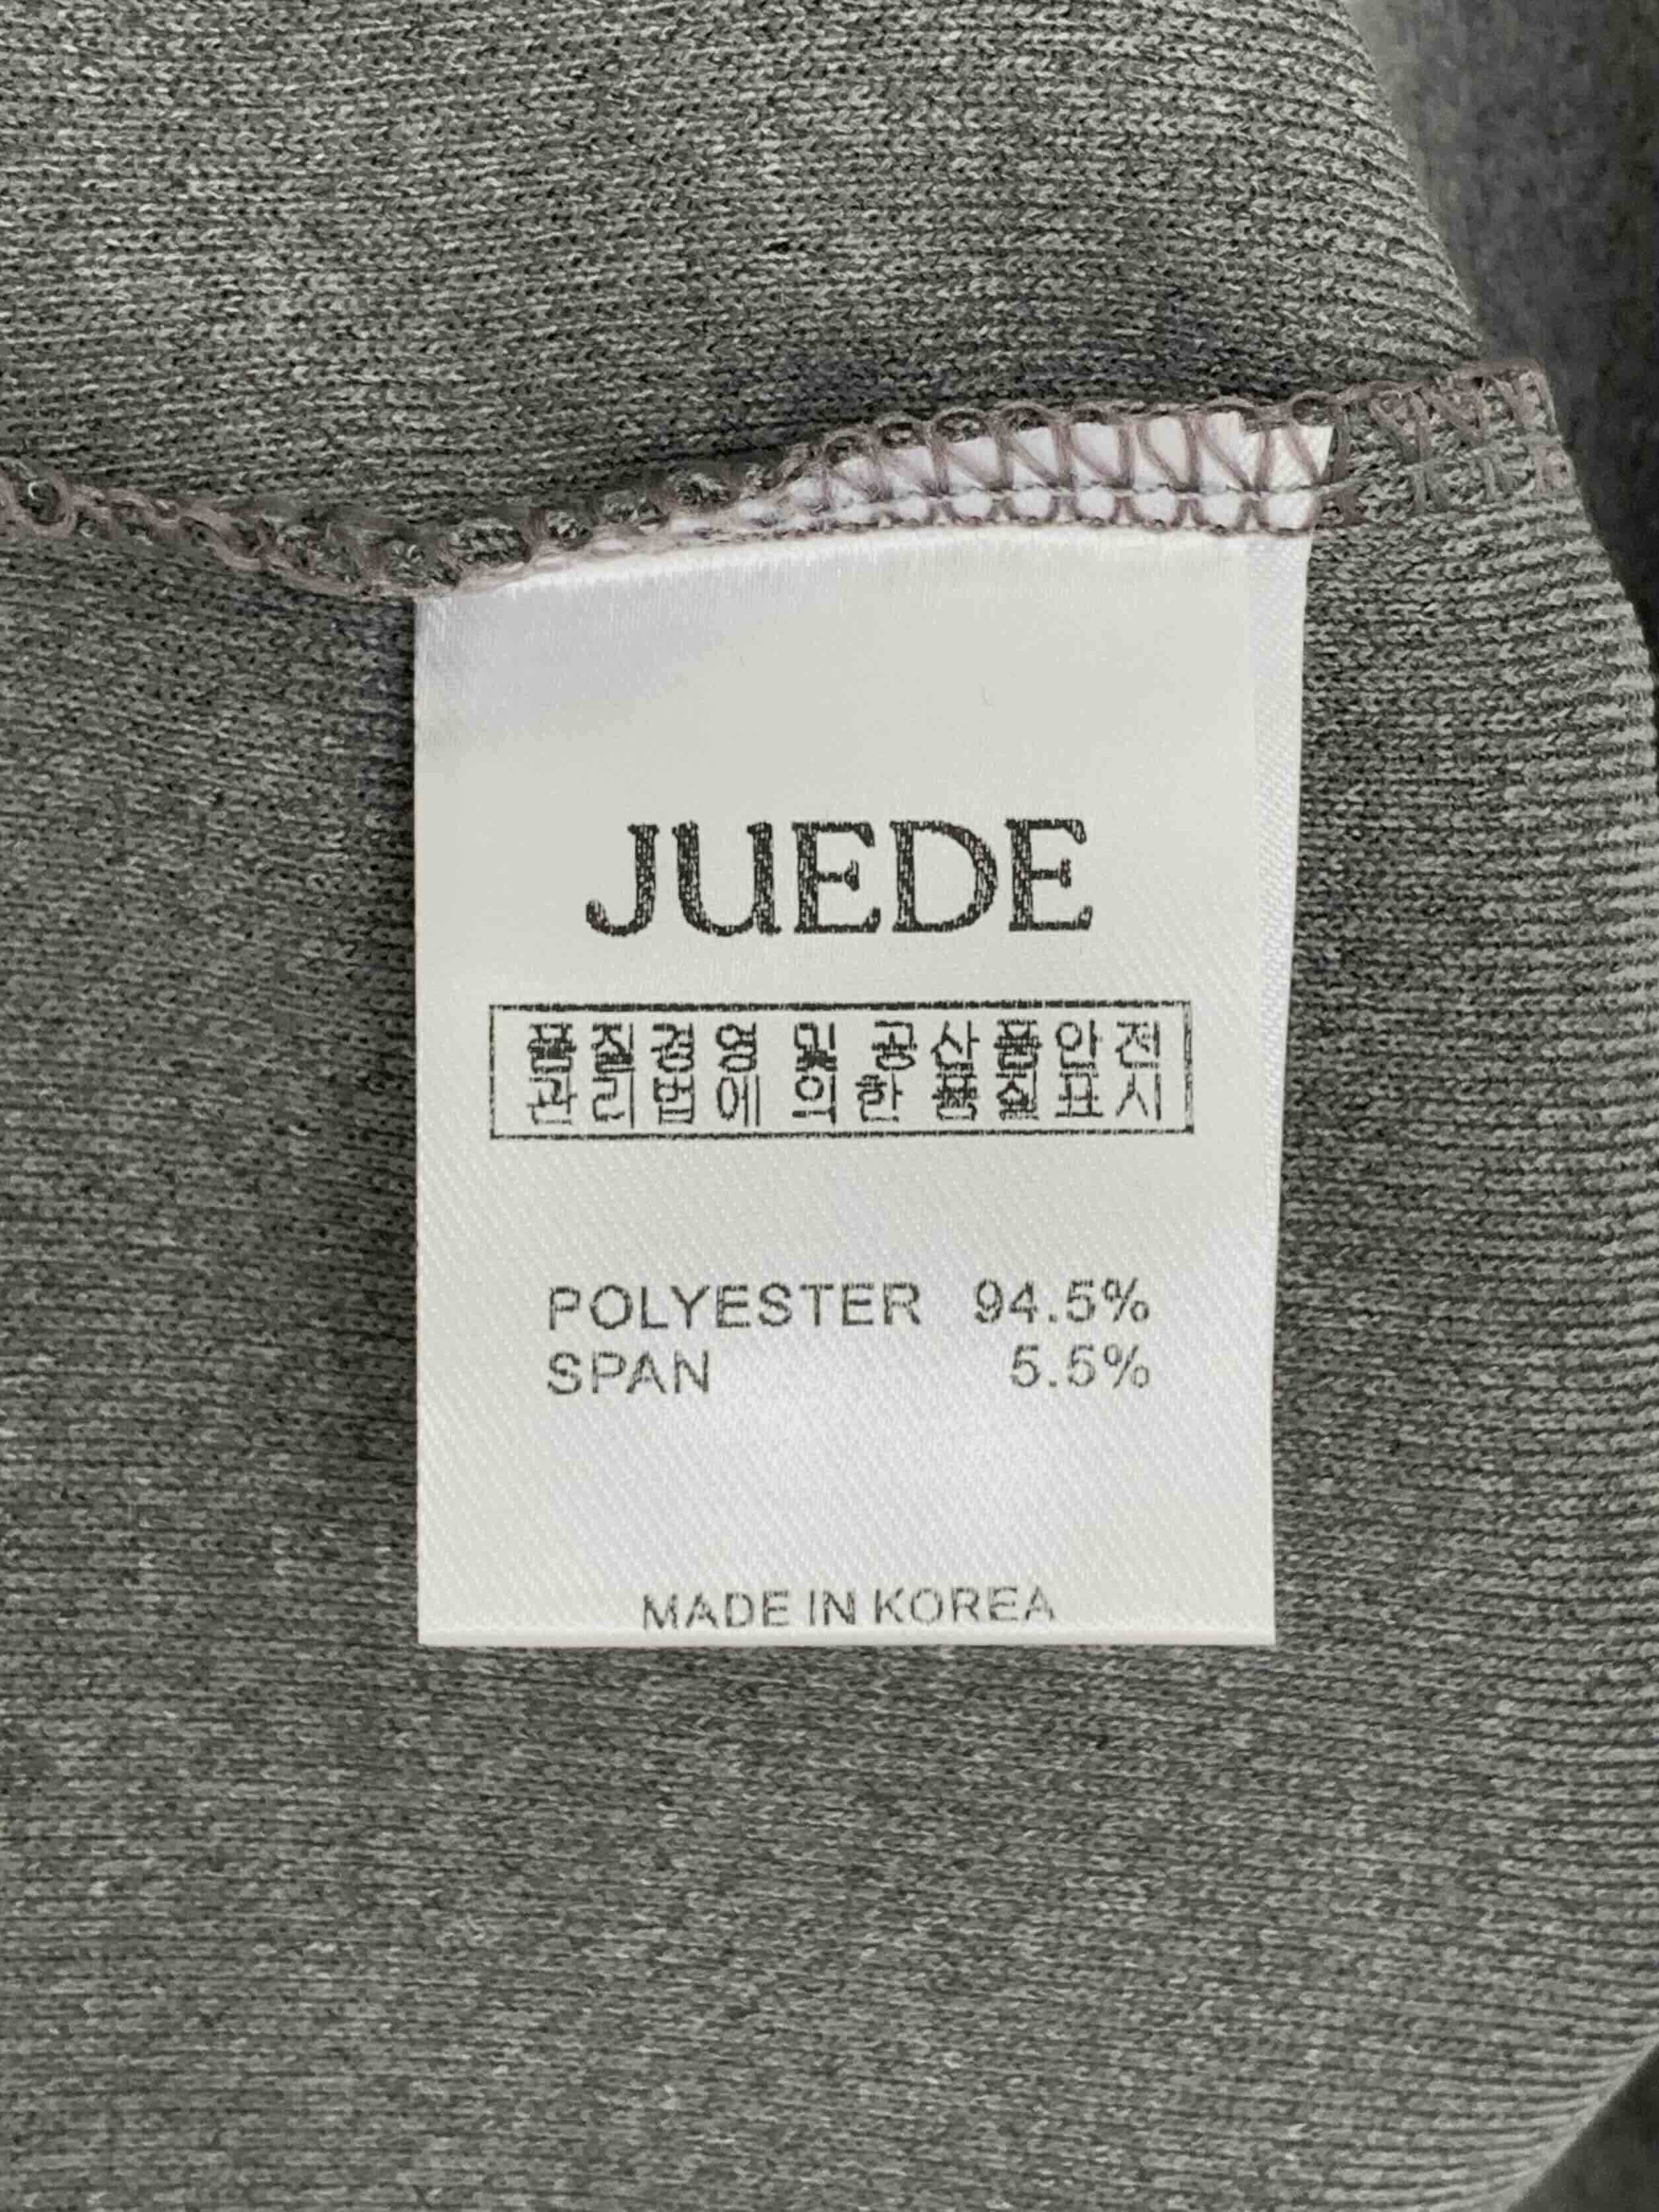 JUEDE
품질경영 및 공산품안전
관리법에 의한 품질표시
POLYESTER 94.5%
SPAN 5.5%
MADE IN KOREA